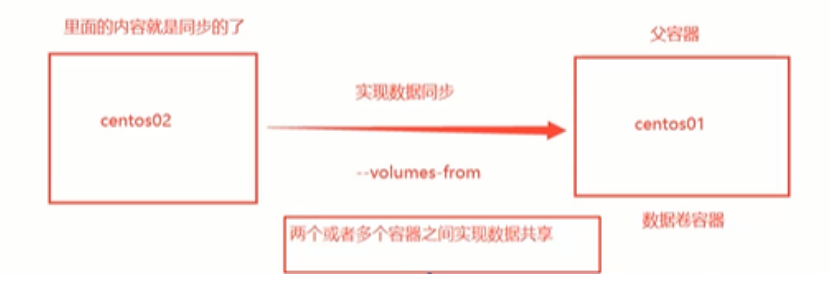 里面的内容就是同步的了
父容器
实现数据同步
centos02
centos01
--volumes-from
数据卷容器
两个或者多个容器之间实现数据共享